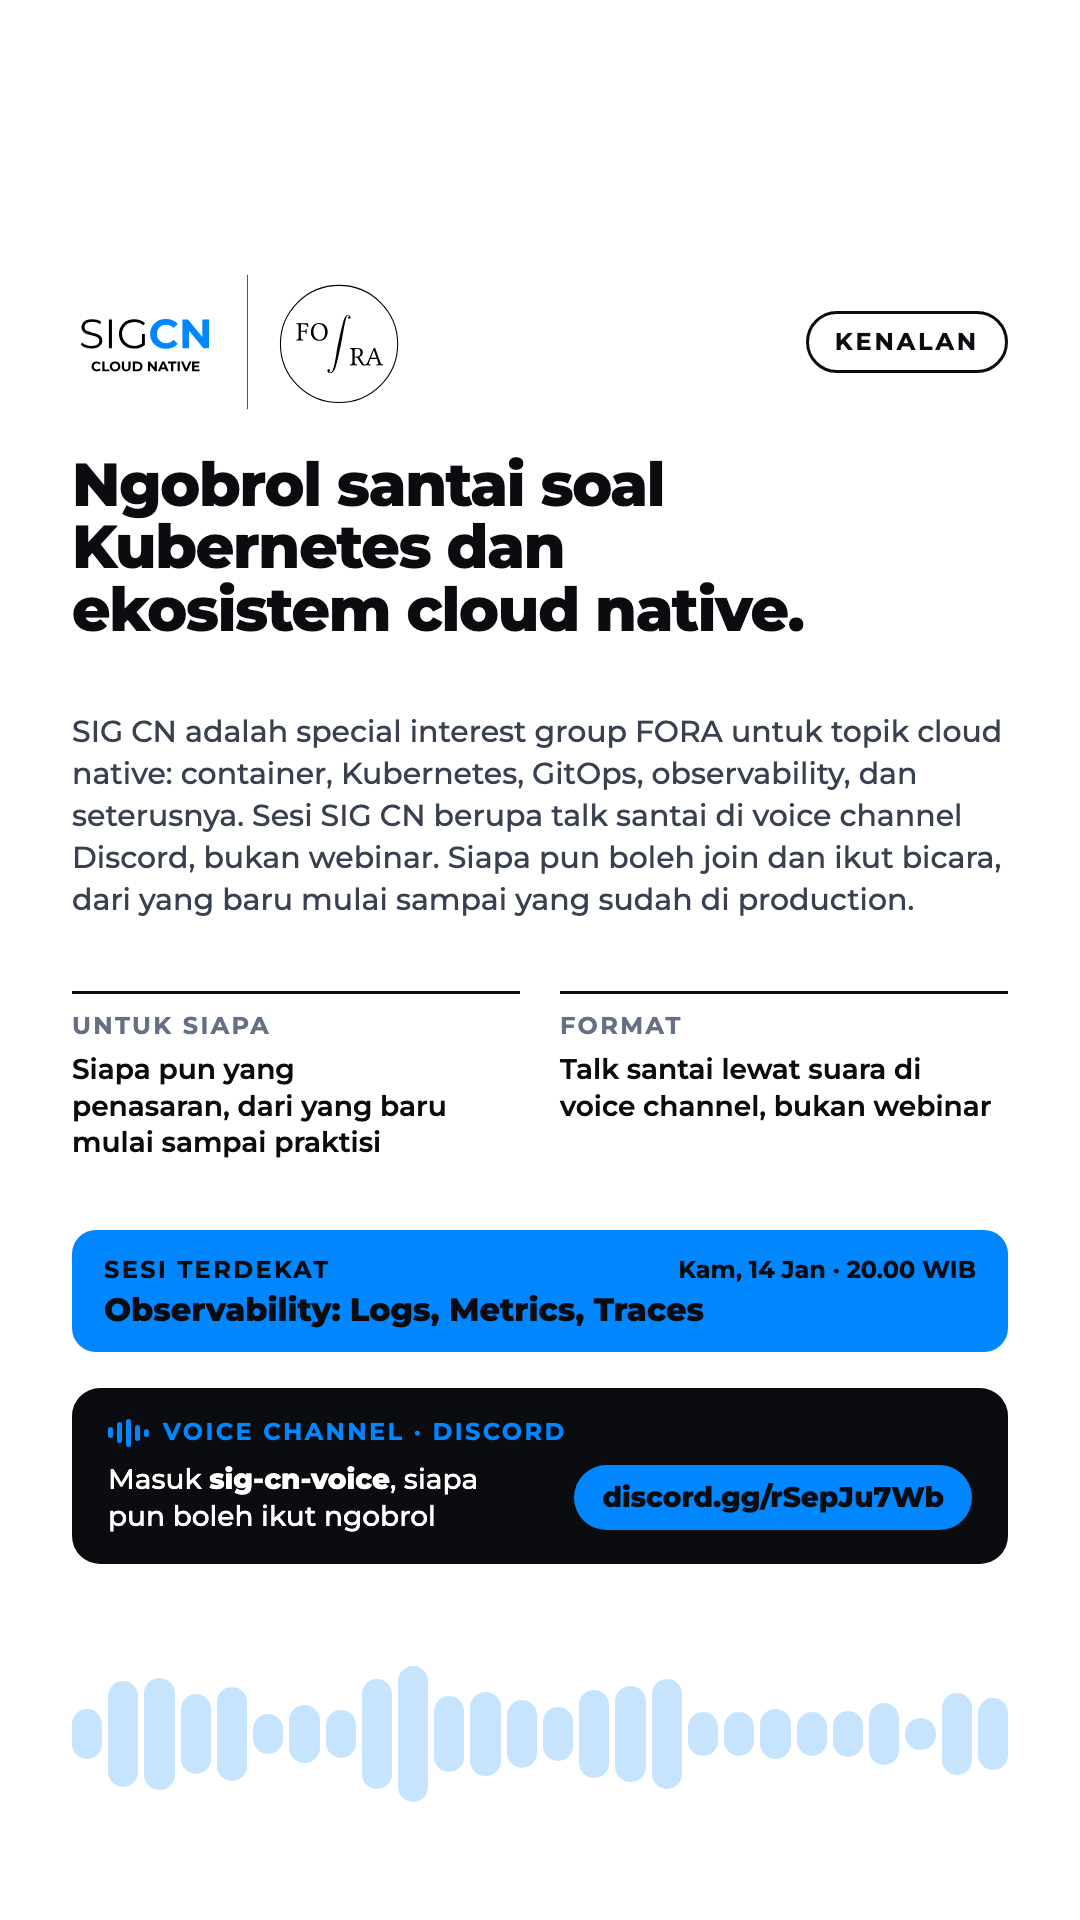 SIGCN
CLOUD NATIVE
FO RA
KENALAN
Ngobrol santai soal
Kubernetes dan
ekosistem cloud native.
SIG CN adalah special interest group FORA untuk topik cloud
native: container, Kubernetes, GitOps, observability, dan
seterusnya. Sesi SIG CN berupa talk santai di voice channel
Discord, bukan webinar. Siapa pun boleh join dan ikut bicara,
dari yang baru mulai sampai yang sudah di production.
UNTUK SIAPA
Siapa pun yang
penasaran, dari yang baru
mulai sampai praktisi
FORMAT
Talk santai lewat suara di
voice channel, bukan webinar
SESI TERDEKAT
Kam, 14 Jan · 20.00 WIB
Observability: Logs, Metrics, Traces
VOICE CHANNEL · DISCORD
Masuk sig-cn-voice, siapa
pun boleh ikut ngobrol
discord.gg/rSepJu7Wb